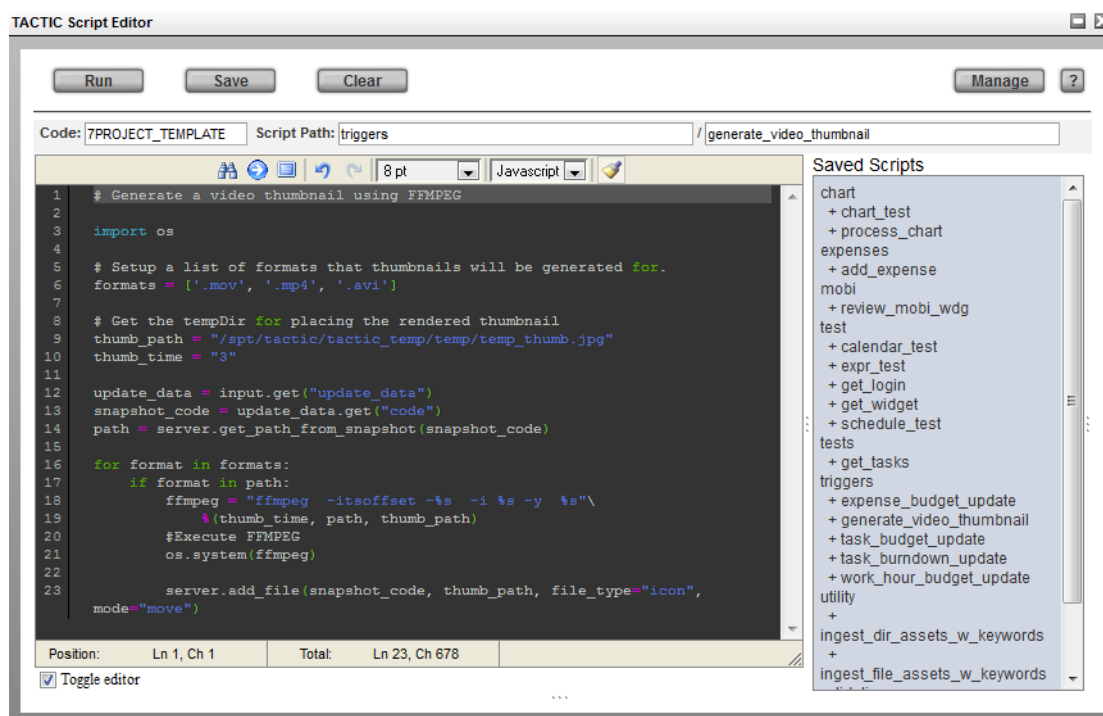 TACTIC Script Editor
Run Save Clear Manage ?
Code: 7PROJECT_TEMPLATE Script Path: triggers / generate_video_thumbnail
8 pt Javascript
Saved Scripts
1 # Generate a video thumbnail using FFMPEG
2
3 import os
4
5 # Setup a list of formats that thumbnails will be generated for.
6 formats = ['.mov', '.mp4', '.avi']
7
8 # Get the tempDir for placing the rendered thumbnail
9 thumb_path = "/spt/tactic/tactic_temp/temp/temp_thumb.jpg"
10 thumb_time = "3"
11
12 update_data = input.get("update_data")
13 snapshot_code = update_data.get("code")
14 path = server.get_path_from_snapshot(snapshot_code)
15
16 for format in formats:
17 if format in path:
18 ffmpeg = "ffmpeg  -itsoffset -%s  -i %s -y  %s"\
19 %(thumb_time, path, thumb_path)
20 #Execute FFMPEG
21 os.system(ffmpeg)
22
23 server.add_file(snapshot_code, thumb_path, file_type="icon",
mode="move")
chart
+ chart_test
+ process_chart
expenses
+ add_expense
mobi
+ review_mobi_wdg
test
+ calendar_test
+ expr_test
+ get_login
+ get_widget
+ schedule_test
tests
+ get_tasks
triggers
+ expense_budget_update
+ generate_video_thumbnail
+ task_budget_update
+ task_burndown_update
+ work_hour_budget_update
utility
+
ingest_dir_assets_w_keywords
+
ingest_file_assets_w_keywords
Position: Ln 1, Ch 1 Total: Ln 23, Ch 678
Toggle editor